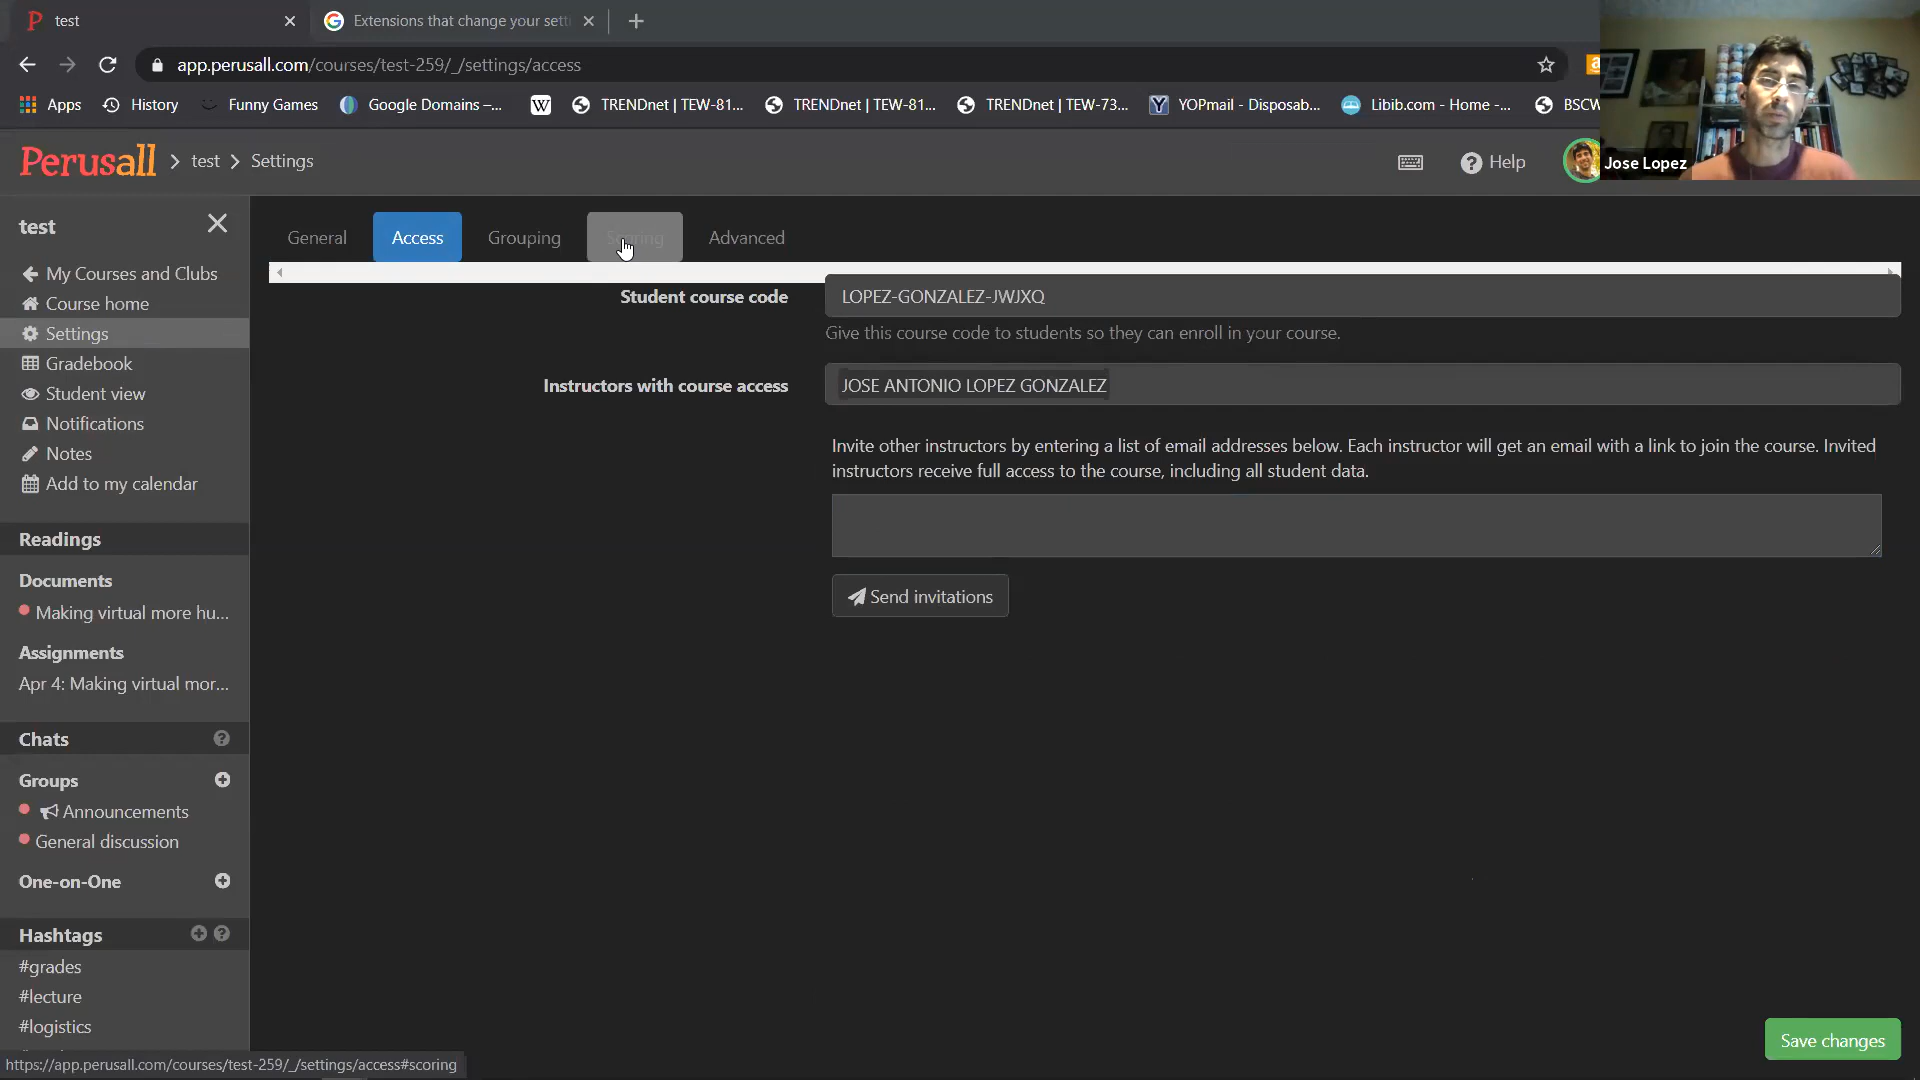 test
Extensions that change your sett
app.perusall.com/courses/test-259/_/settings/access
Apps
History
Funny Games
Google Domains –...
W
TRENDnet | TEW-81...
TRENDnet | TEW-81...
TRENDnet | TEW-73...
YOPmail - Disposab...
Libib.com - Home -...
BSCW
Jose Lopez
Perusall > test > Settings
Help
test
My Courses and Clubs
Course home
Settings
Gradebook
Student view
Notifications
Notes
Add to my calendar
Readings
Documents
Making virtual more hu...
Assignments
Apr 4: Making virtual mor...
Chats
Groups
Announcements
General discussion
One-on-One
Hashtags
#grades
#lecture
#logistics
https://app.perusall.com/courses/test-259/_/settings/access#scoring
General
Access
Grouping
Scoring
Advanced
Student course code
LOPEZ-GONZALEZ-JWJXQ
Give this course code to students so they can enroll in your course.
Instructors with course access
JOSE ANTONIO LOPEZ GONZALEZ
Invite other instructors by entering a list of email addresses below. Each instructor will get an email with a link to join the course. Invited
instructors receive full access to the course, including all student data.
Send invitations
Save changes